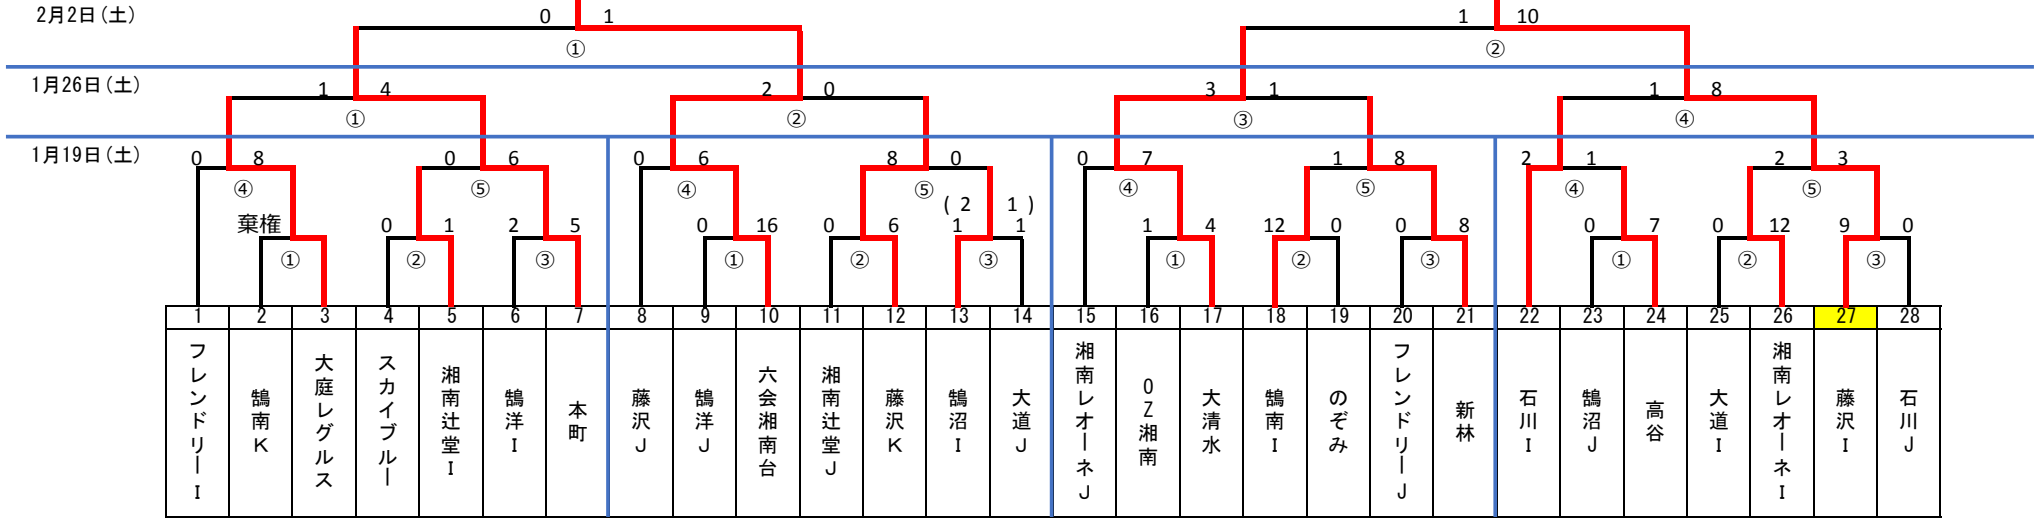 2月2日(土)
0 1 1 10
① ②
1月26日(土)
1 4 2 0 3 1 1 8
① ② ③ ④
1月19日(土)
0 8 0 6 0 6 8 0 0 7 1 8 2 1 2 3
④ ⑤ ④ ⑤ ④ ⑤ ④ ⑤
(2 1)
棄権 0 1 2 5 0 16 0 6 1 1 1 4 12 0 0 8 0 7 0 12 9 0
① ② ③ ① ② ③ ① ② ③ ① ② ③
1 2 3 4 5 6 7 8 9 10 11 12 13 14 15 16 17 18 19 20 21 22 23 24 25 26 27 28
フレンドリーI
鵠南K
大庭レグルス
スカイブルー
湘南辻堂I
鵠洋I
本町
藤沢J
鵠洋J
六会湘南台
湘南辻堂J
藤沢K
鵠沼I
大道J
湘南レオーネJ
OZ湘南
大清水
鵠南I
のぞみ
フレンドリーJ
新林
石川I
鵠沼J
高谷
大道I
湘南レオーネI
藤沢I
石川J